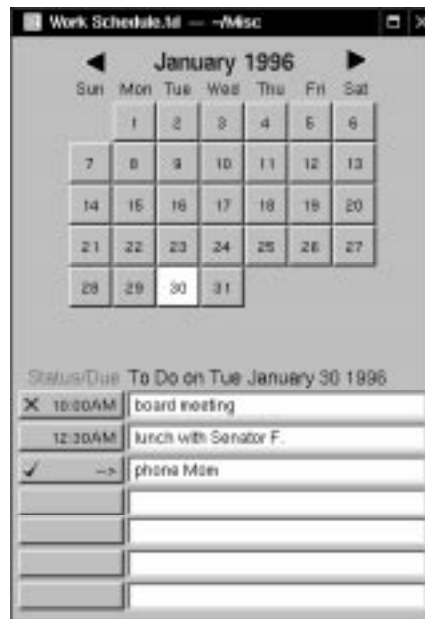 Work Schedule.td — ~/Misc
January 1996
Sun Mon Tue Wed Thu Fri Sat
1 2 3 4 5 6
7 8 9 10 11 12 13
14 15 16 17 18 19 20
21 22 23 24 25 26 27
28 29 30 31
Status/Due To Do on Tue January 30 1996
10:00AM board meeting
12:30AM lunch with Senator F.
--> phone Mom